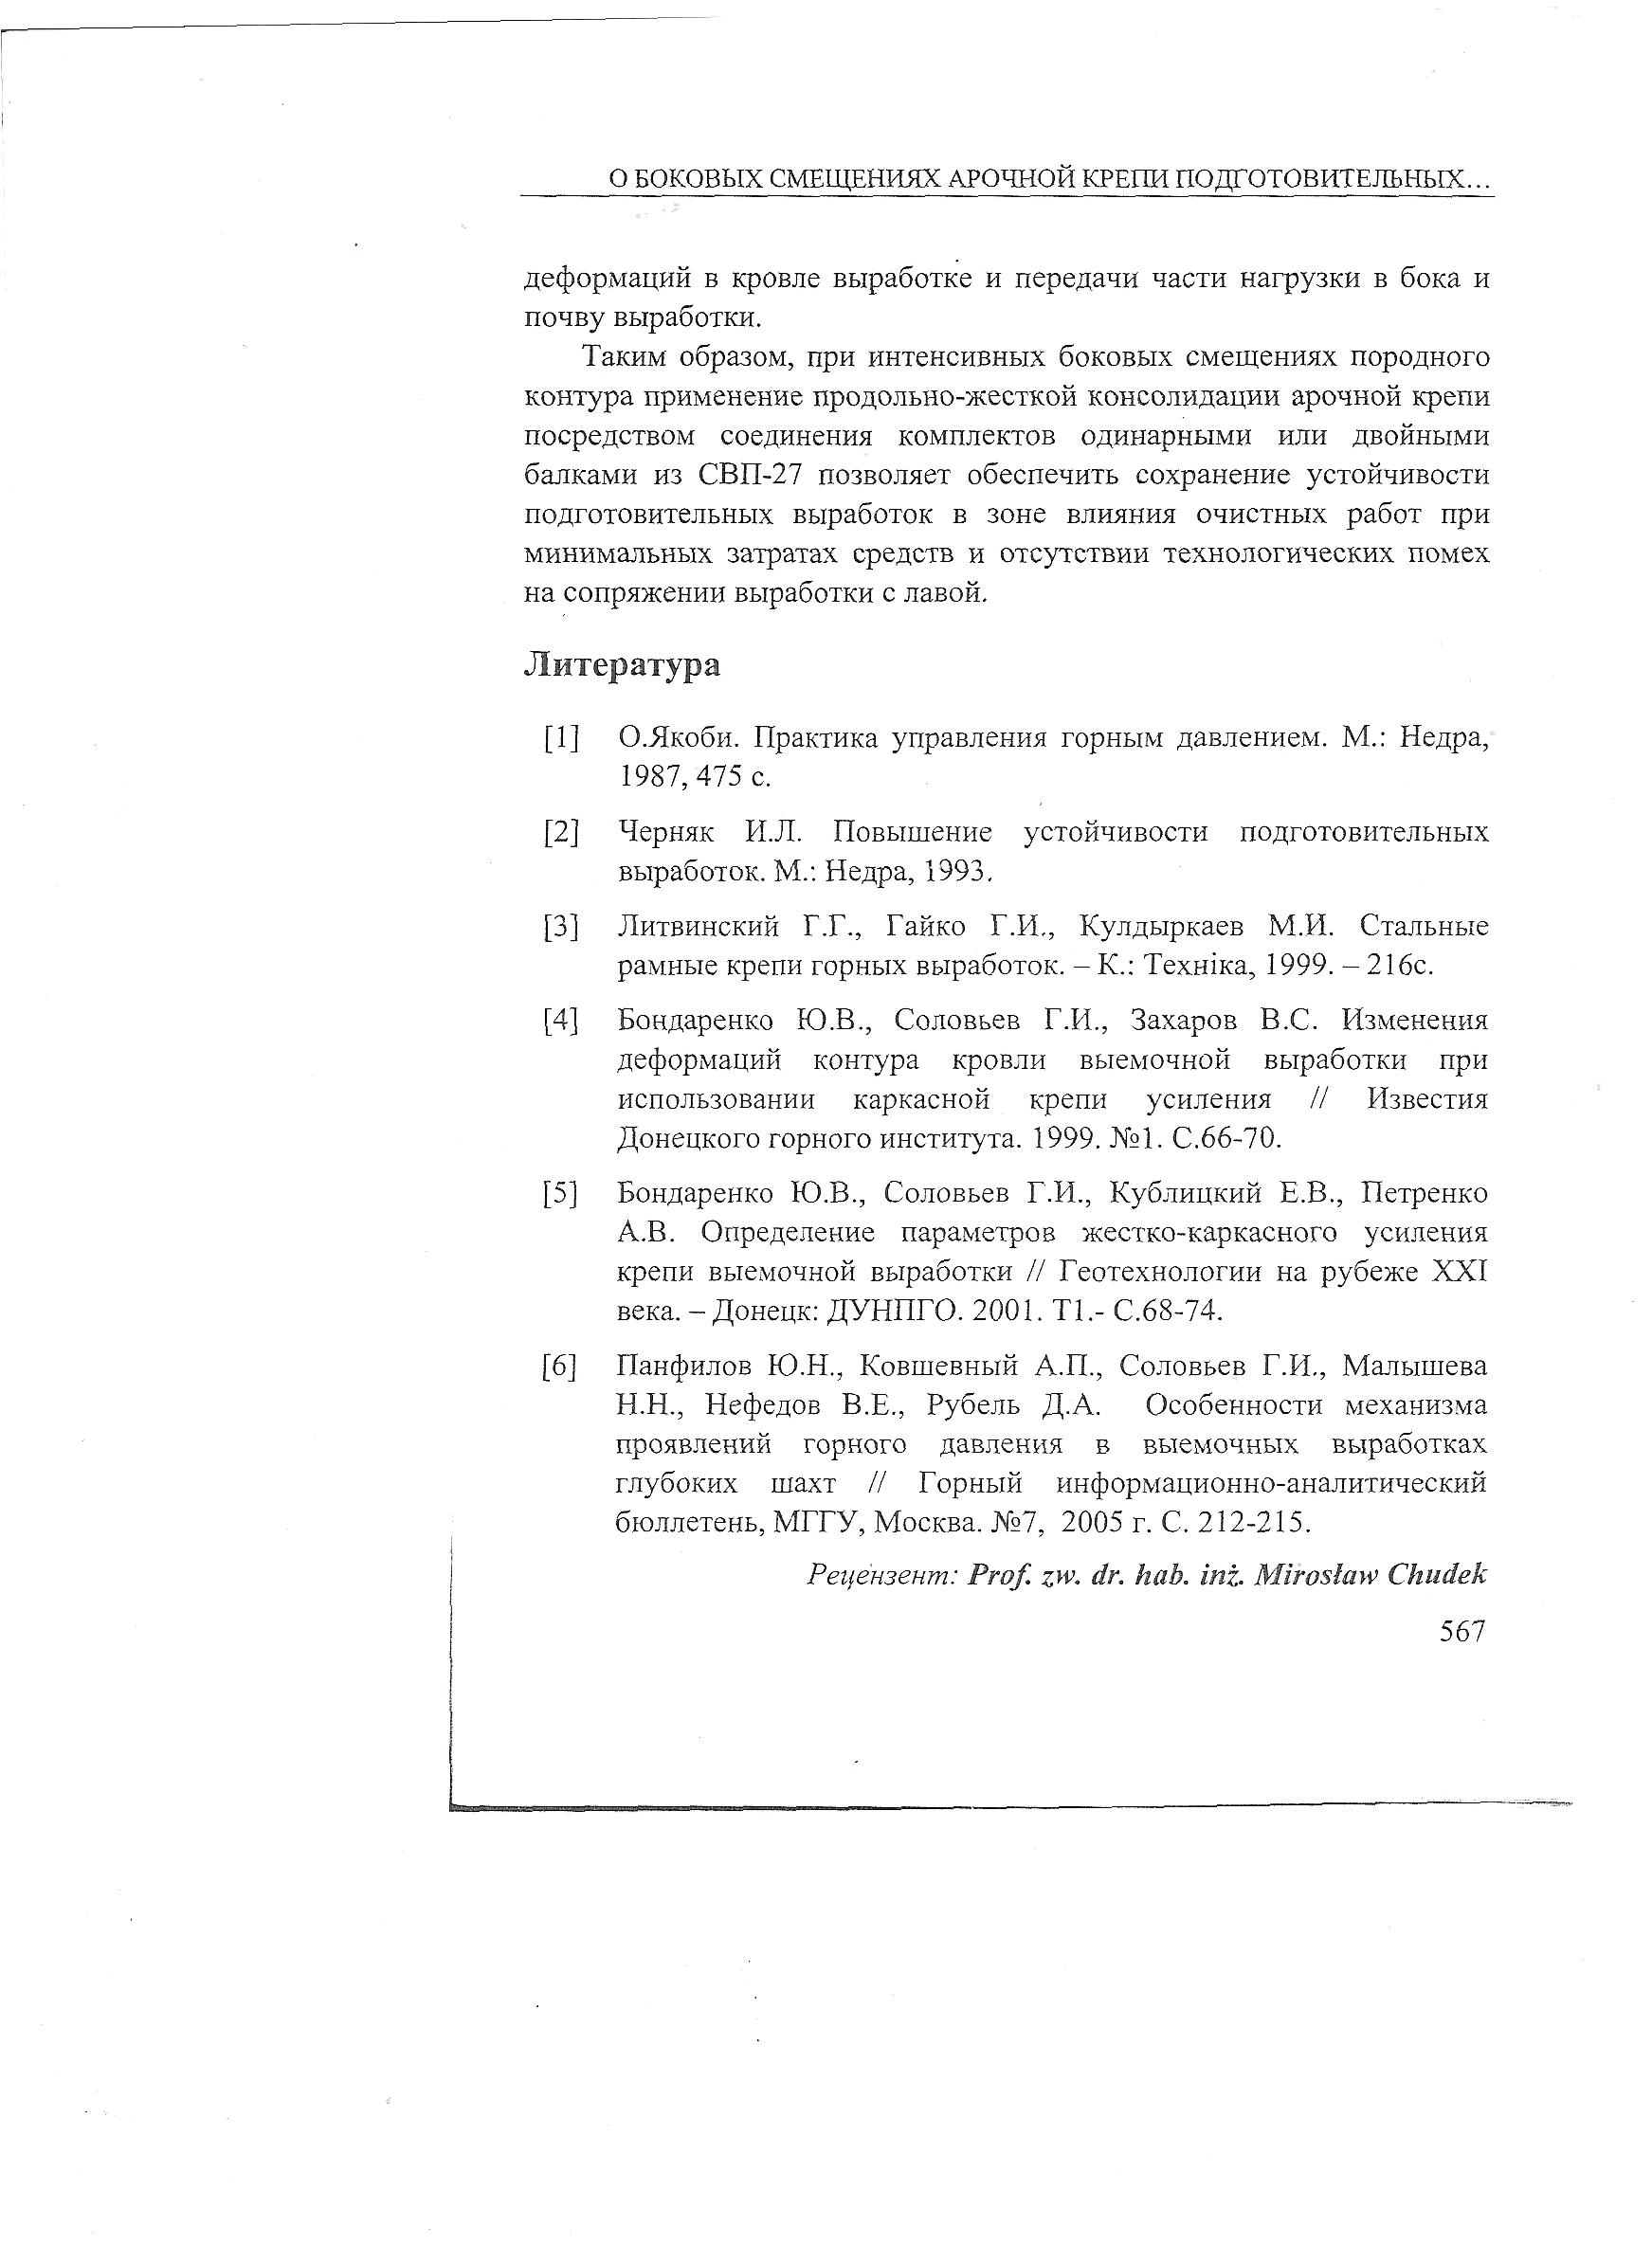 О БОКОВЫХ СМЕЩЕНИЯХ АРОЧНОЙ КРЕПИ ПОДГОТОВИТЕЛЬНЫХ...
деформаций в кровле выработке и передачи части нагрузки в бока и
почву выработки.
Таким образом, при интенсивных боковых смещениях породного
контура применение продольно-жесткой консолидации арочной крепи
посредством соединения комплектов одинарными или двойными
балками из СВП-27 позволяет обеспечить сохранение устойчивости
подготовительных выработок в зоне влияния очистных работ при
минимальных затратах средств и отсутствии технологических помех
на сопряжении выработки с лавой.
Литература
[1] О.Якоби. Практика управления горным давлением. М.: Недра,
1987, 475 с.
[2] Черняк И.Л. Повышение устойчивости подготовительных
выработок. М.: Недра, 1993.
[3] Литвинский Г.Г., Гайко Г.И., Кулдыркаев М.И. Стальные
рамные крепи горных выработок. – К.: Техніка, 1999. – 216с.
[4] Бондаренко Ю.В., Соловьев Г.И., Захаров В.С. Изменения
деформаций контура кровли выемочной выработки при
использовании каркасной крепи усиления // Известия
Донецкого горного института. 1999. №1. С.66-70.
[5] Бондаренко Ю.В., Соловьев Г.И., Кублицкий Е.В., Петренко
А.В. Определение параметров жестко-каркасного усиления
крепи выемочной выработки // Геотехнологии на рубеже XXI
века. – Донецк: ДУНПГО. 2001. Т1.- С.68-74.
[6] Панфилов Ю.Н., Ковшевный А.П., Соловьев Г.И., Малышева
Н.Н., Нефедов В.Е., Рубель Д.А. Особенности механизма
проявлений горного давления в выемочных выработках
глубоких шахт // Горный информационно-аналитический
бюллетень, МГГУ, Москва. №7, 2005 г. С. 212-215.
Рецензент: Prof. zw. dr. hab. inż. Mirosław Chudek
567